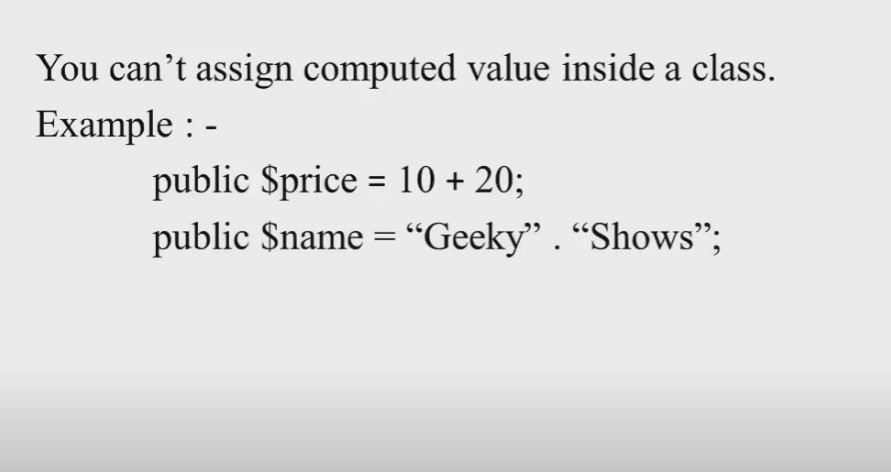 You can’t assign computed value inside a class.
Example : -
public $price = 10 + 20;
public $name = “Geeky” . “Shows”;